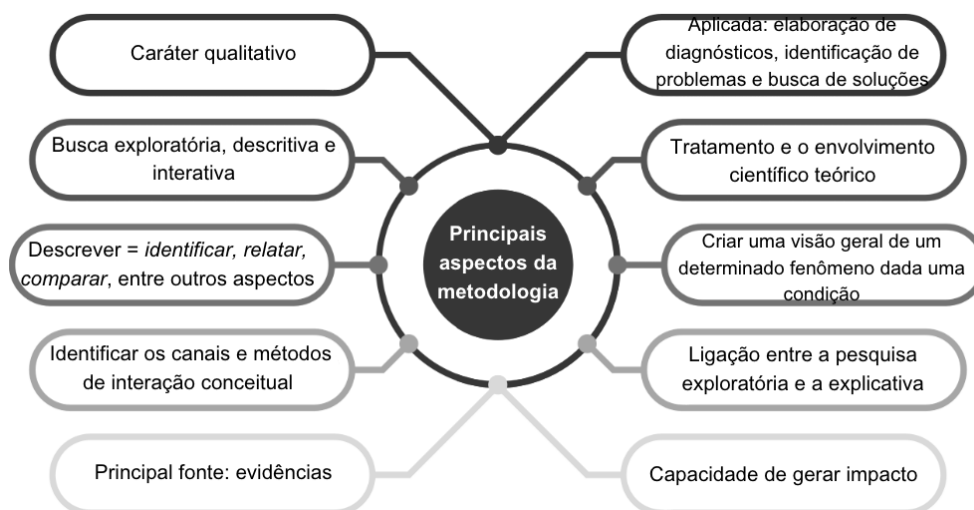 Caráter qualitativo
Aplicada: elaboração de
diagnósticos, identificação de
problemas e busca de soluções
Busca exploratória, descritiva e
interativa
Tratamento e o envolvimento
científico teórico
Descrever = identificar, relatar,
comparar, entre outros aspectos
Principais
aspectos da
metodologia
Criar uma visão geral de um
determinado fenômeno dada uma
condição
Identificar os canais e métodos
de interação conceitual
Ligação entre a pesquisa
exploratória e a explicativa
Principal fonte: evidências
Capacidade de gerar impacto